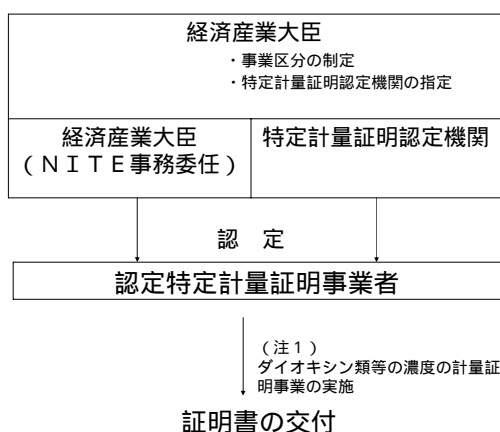 経済産業大臣
・事業区分の制定
・特定計量証明認定機関の指定
経済産業大臣
（ＮＩＴＥ事務委任）
特定計量証明認定機関
認　定
認定特定計量証明事業者
（注１）
ダイオキシン類等の濃度の計量証
明事業の実施
証明書の交付